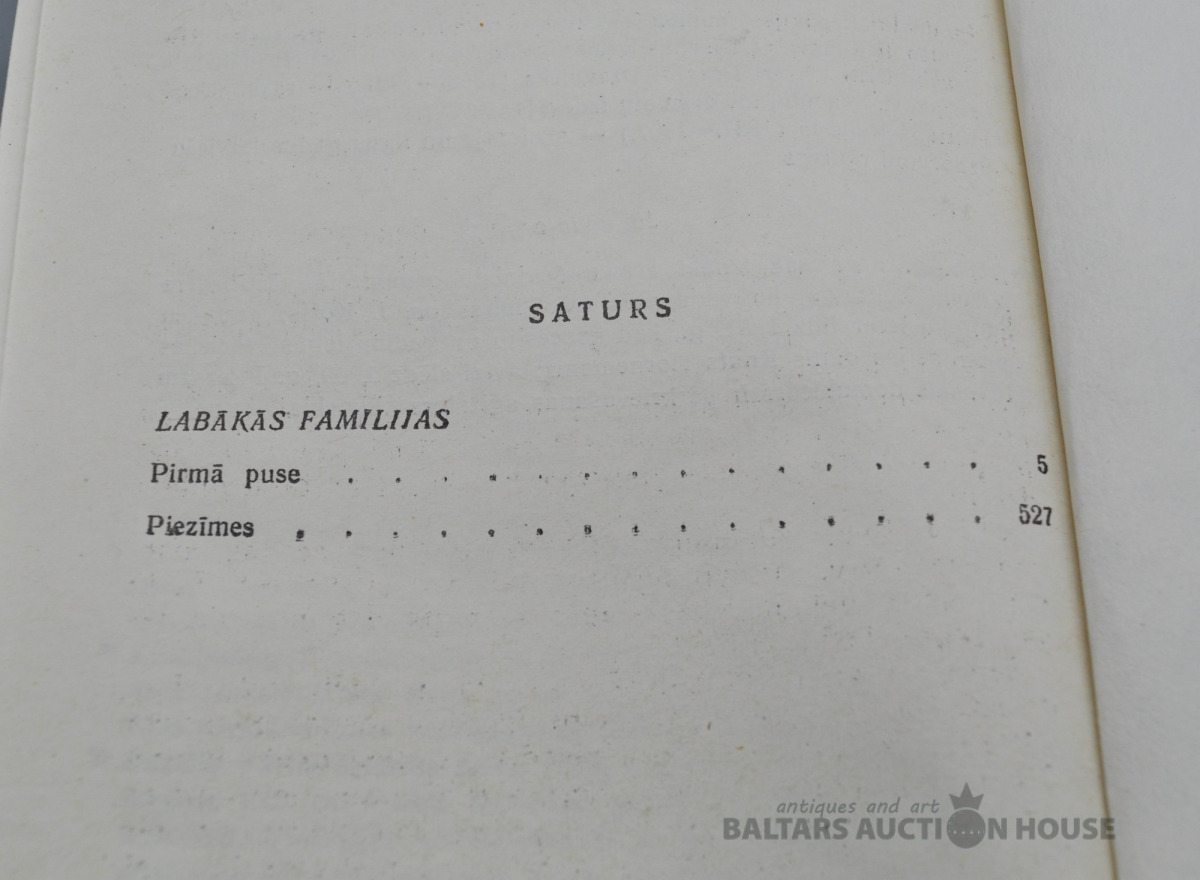 SATURS
LABĀKĀS FAMILIJAS
Pirmā puse . . . . . . . . . . . . . . 5
Piezīmes . . . . . . . . . . . . . . . 527
antiques and art
BALTARS AUCTION HOUSE